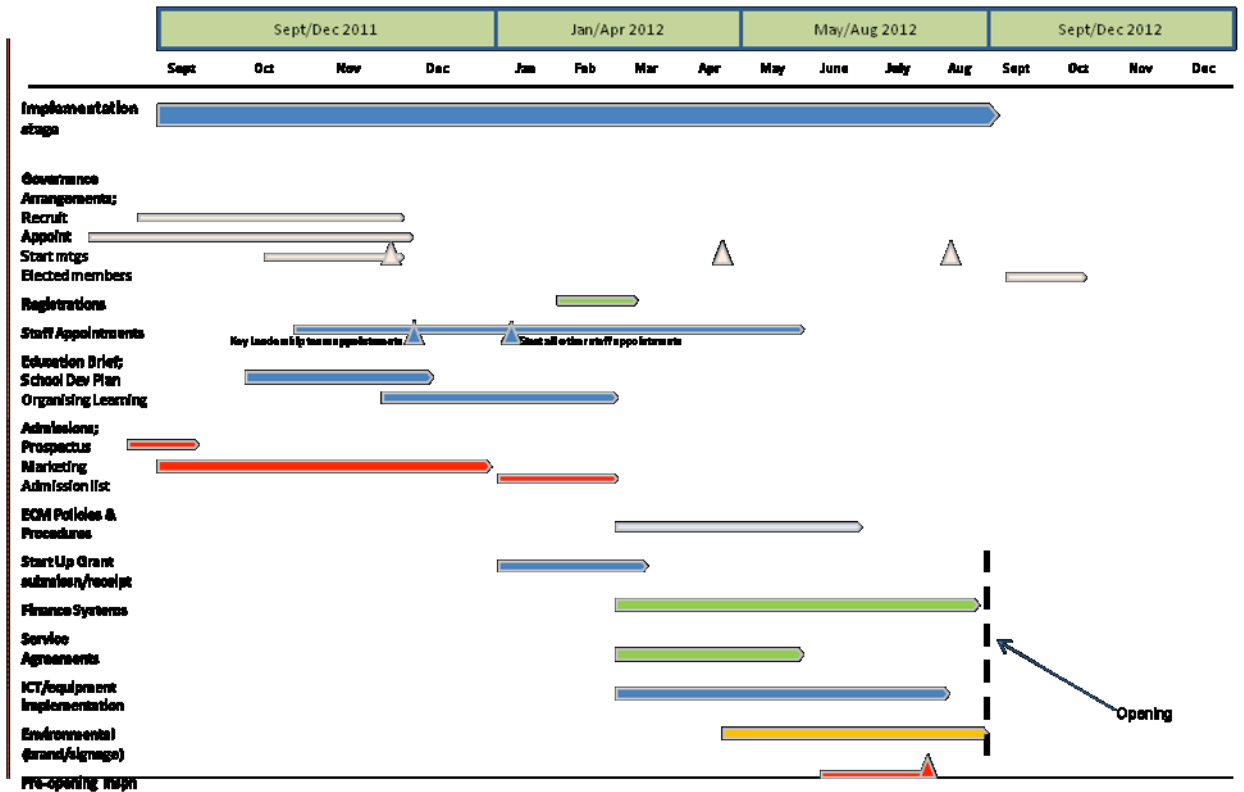 Sept/Dec 2011 Jan/Apr 2012 May/Aug 2012 Sept/Dec 2012
Sept Oct Nov Dec Jan Feb Mar Apr May June July Aug Sept Oct Nov Dec
Implementation
stage
Governance
Arrangements;
Recruit
Appoint
Start mtgs
Elected members
Registrations
Staff Appointments
Key Leadership team appointments Start all other staff appointments
Education Brief;
School Dev Plan
Organising Learning
Admissions;
Prospectus
Marketing
Admission list
ECM Policies &
Procedures
Start Up Grant
submissn/receipt
Finance Systems
Service
Agreements
ICT/equipment
implementation
Opening
Environmental
(brand/signage)
Pre-opening Inspn